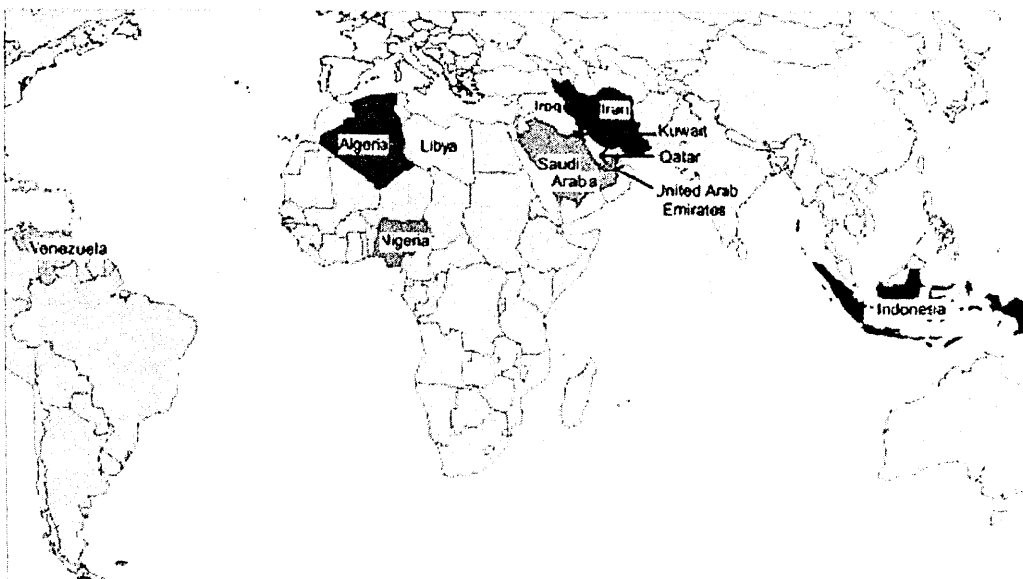 Iraq
Iran
Kuwait
Algeria
Libya
Qatar
Saudi
Arabia
United Arab
Emirates
Nigeria
Venezuela
Indonesia